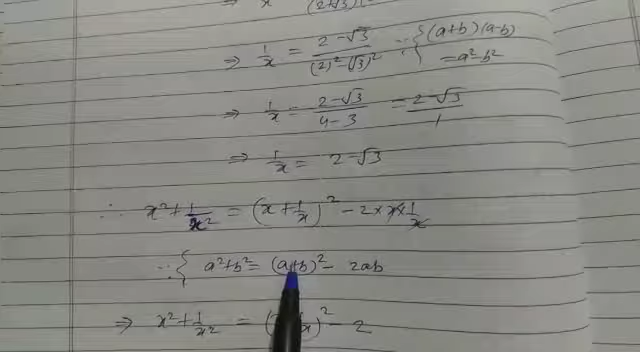 ⇒ 1/x = (2-√3)/((2)²-(√3)²) ∵ {(a+b)(a-b) = a²-b²
⇒ 1/x = (2-√3)/(4-3) = (2-√3)/1
⇒ 1/x = 2-√3
∴ x²+1/x² = (x+1/x)² - 2×x×1/x
∵ { a²+b² = (a+b)² - 2ab
⇒ x²+1/x² = ( 1/x)² - 2